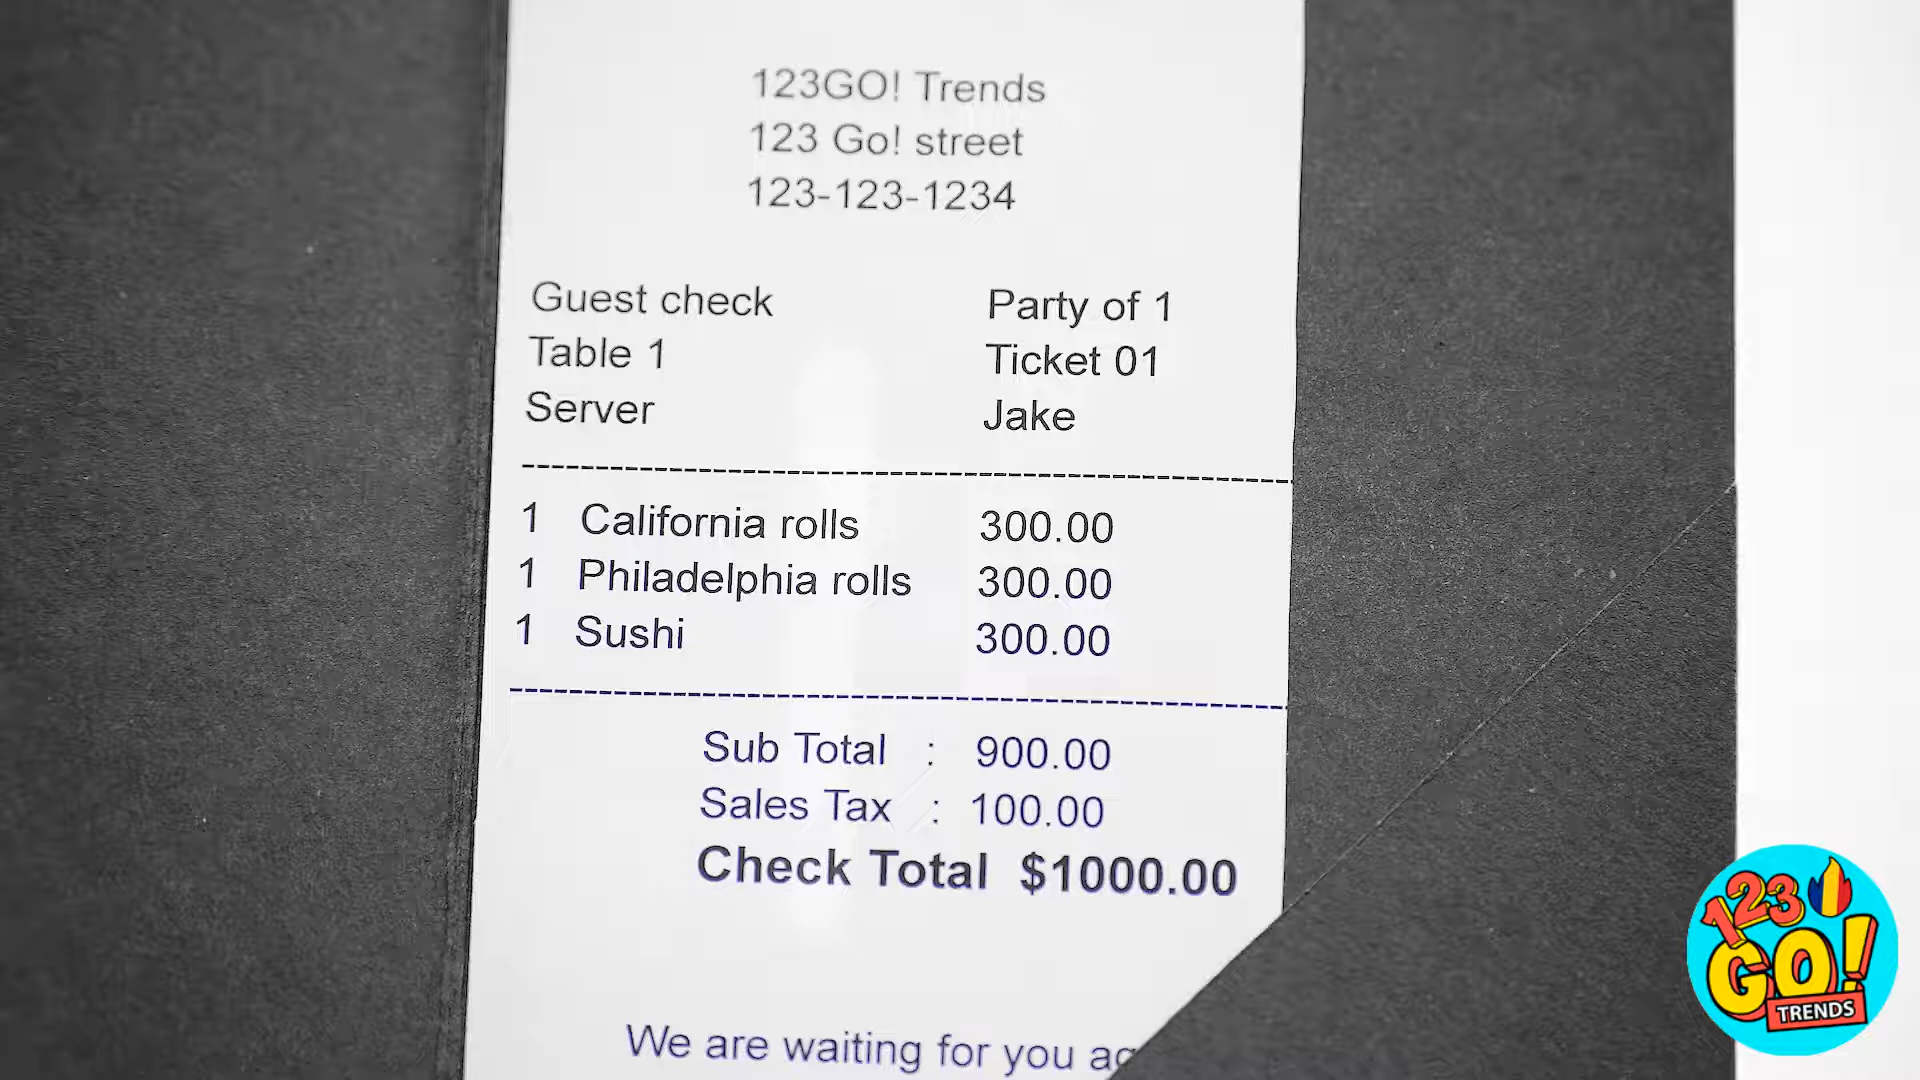 123GO! Trends
123 Go! street
123-123-1234
Guest check Party of 1
Table 1 Ticket 01
Server Jake
1 California rolls 300.00
1 Philadelphia rolls 300.00
1 Sushi 300.00
Sub Total : 900.00
Sales Tax : 100.00
Check Total $1000.00
We are waiting for you
123
GO!
TRENDS